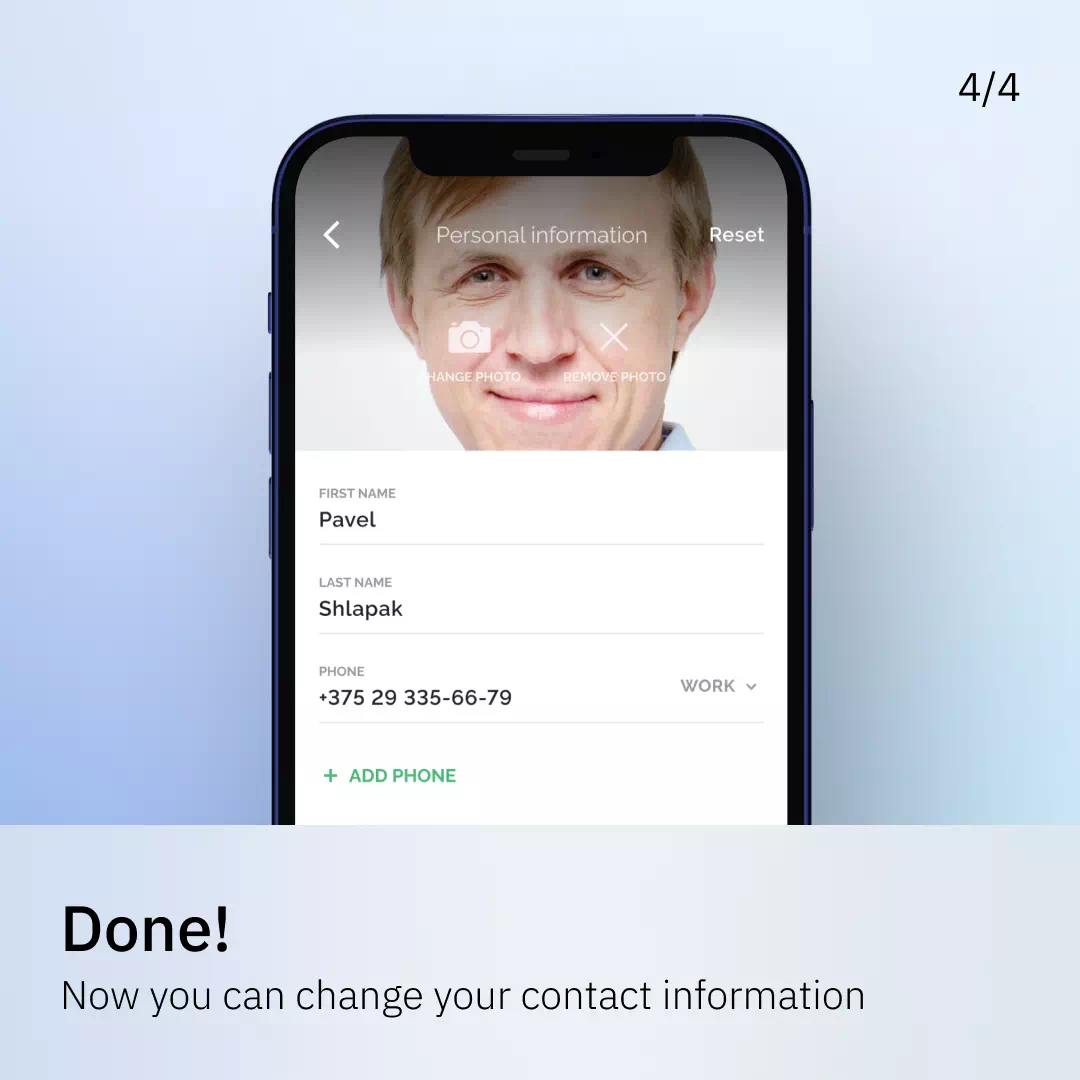 4/4
Personal information
Reset
CHANGE PHOTO
REMOVE PHOTO
FIRST NAME
Pavel
LAST NAME
Shlapak
PHONE
+375 29 335-66-79
WORK
+ ADD PHONE
Done!
Now you can change your contact information